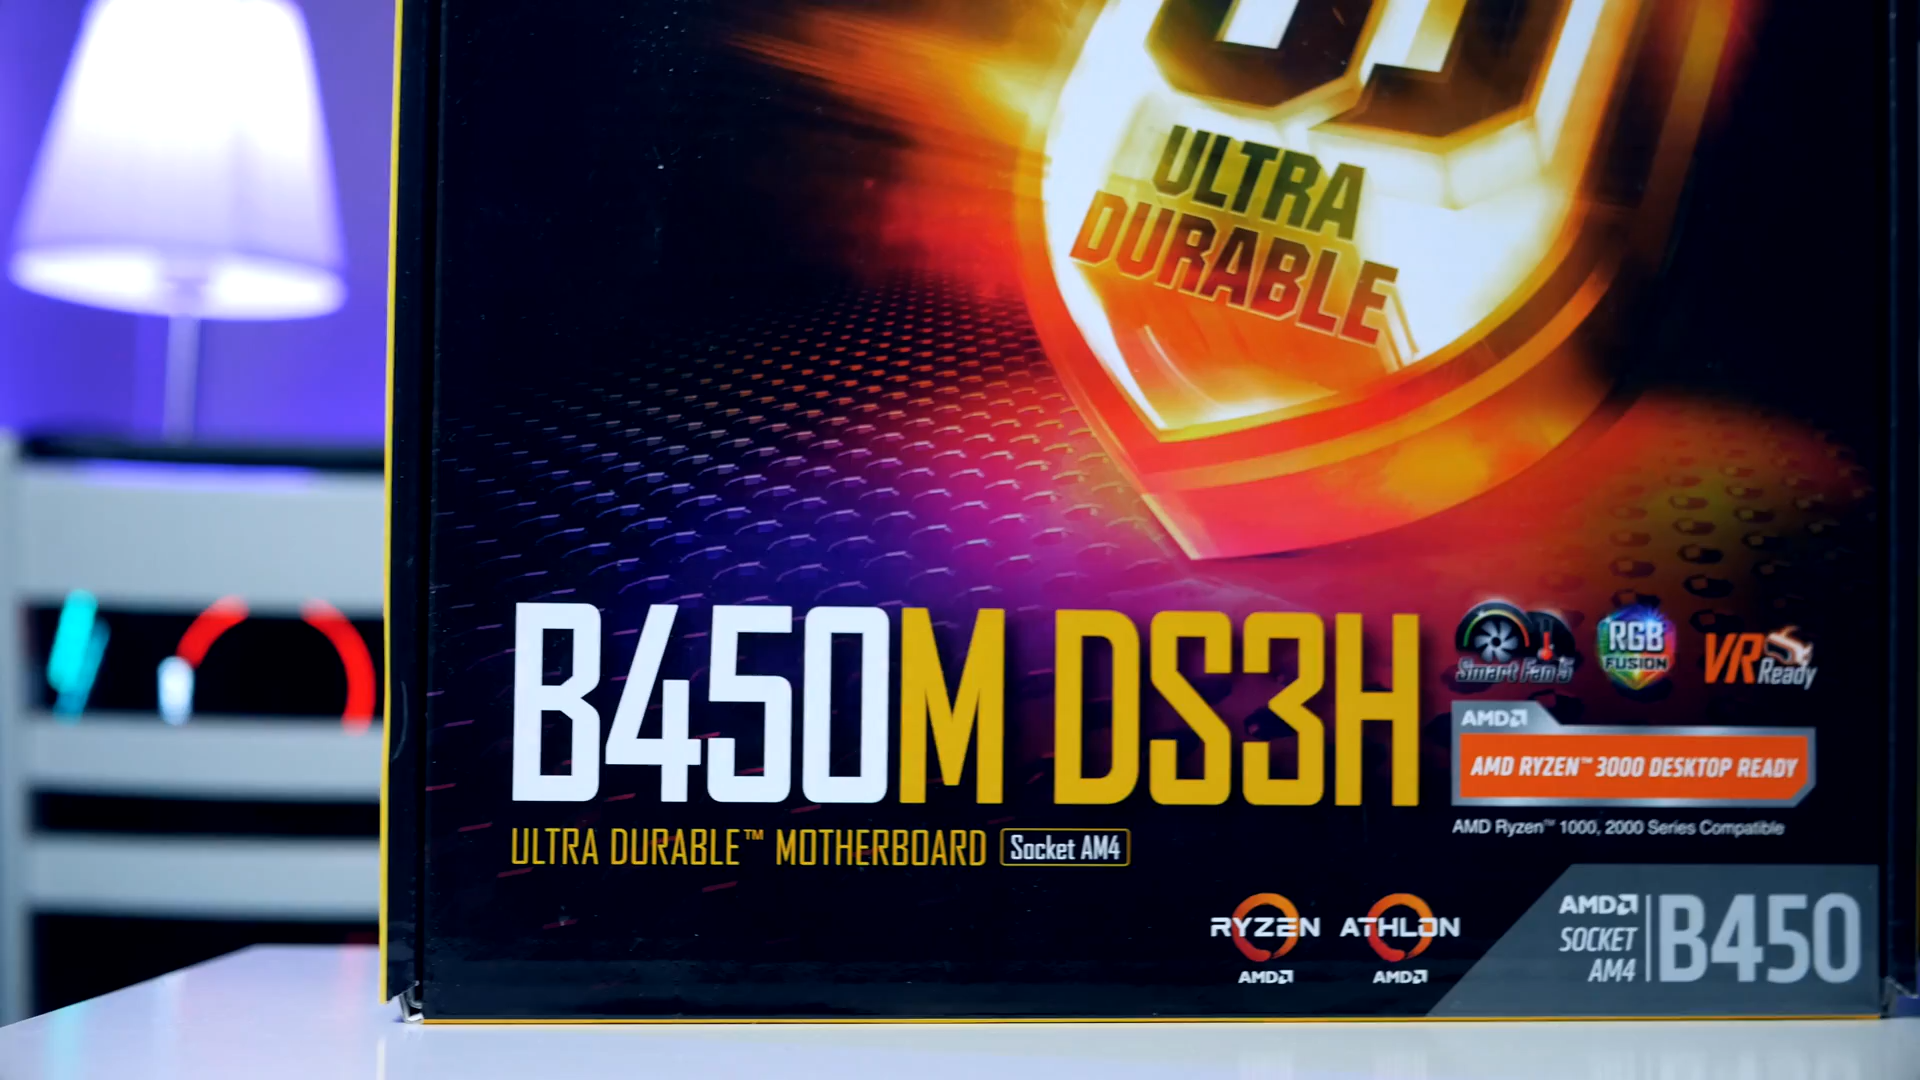 ULTRA
DURABLE
B450M DS3H
ULTRA DURABLE™ MOTHERBOARD Socket AM4
Smart Fan 5
RGB
FUSION
VR Ready
AMD
AMD RYZEN™ 3000 DESKTOP READY
AMD Ryzen™ 1000, 2000 Series Compatible
RYZEN
AMD
ATHLON
AMD
AMD
SOCKET
AM4
B450